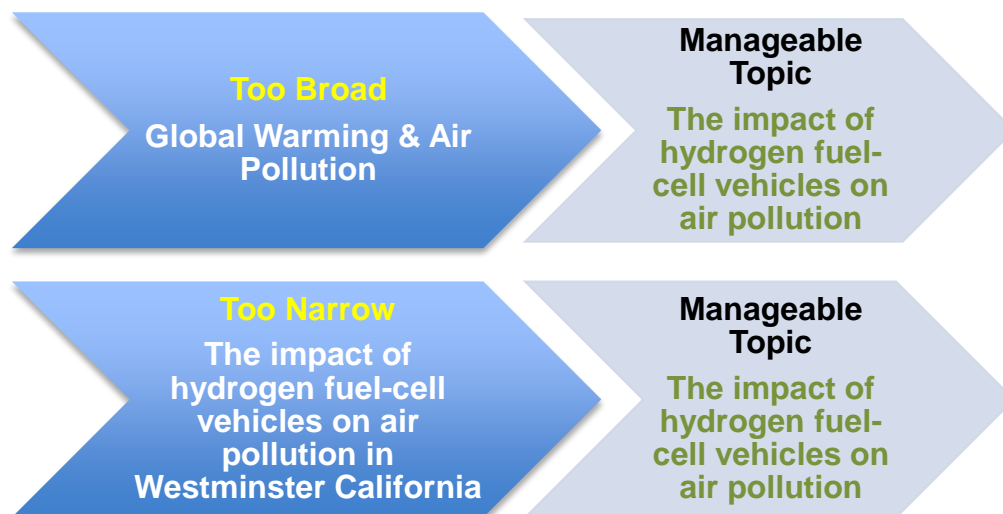 Too Broad
Global Warming & Air
Pollution
Manageable
Topic
The impact of
hydrogen fuel-
cell vehicles on
air pollution
Too Narrow
The impact of
hydrogen fuel-cell
vehicles on air
pollution in
Westminster California
Manageable
Topic
The impact of
hydrogen fuel-
cell vehicles on
air pollution